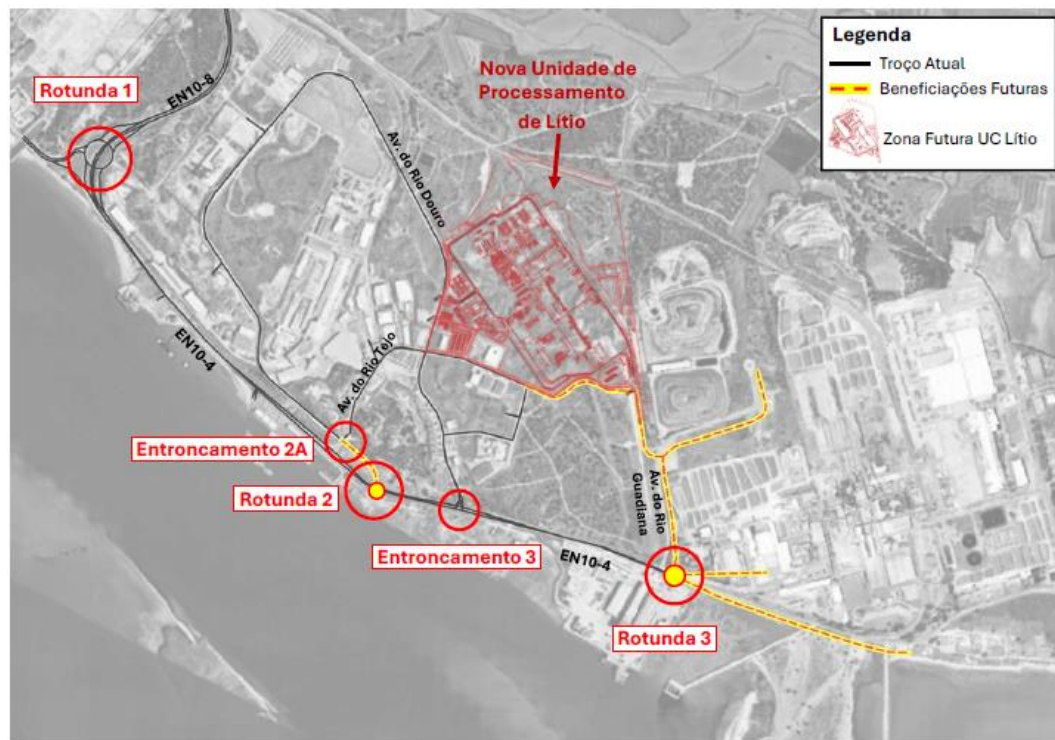 Legenda
Troço Atual
Beneficiações Futuras
Zona Futura UC Lítio
Nova Unidade de
Processamento
de Lítio
Rotunda 1
EN10-8
Av. do Rio Douro
EN10-4
Av. do Rio Tejo
Entroncamento 2A
Rotunda 2
Entroncamento 3
EN10-4
Av. do Rio
Guadiana
Rotunda 3